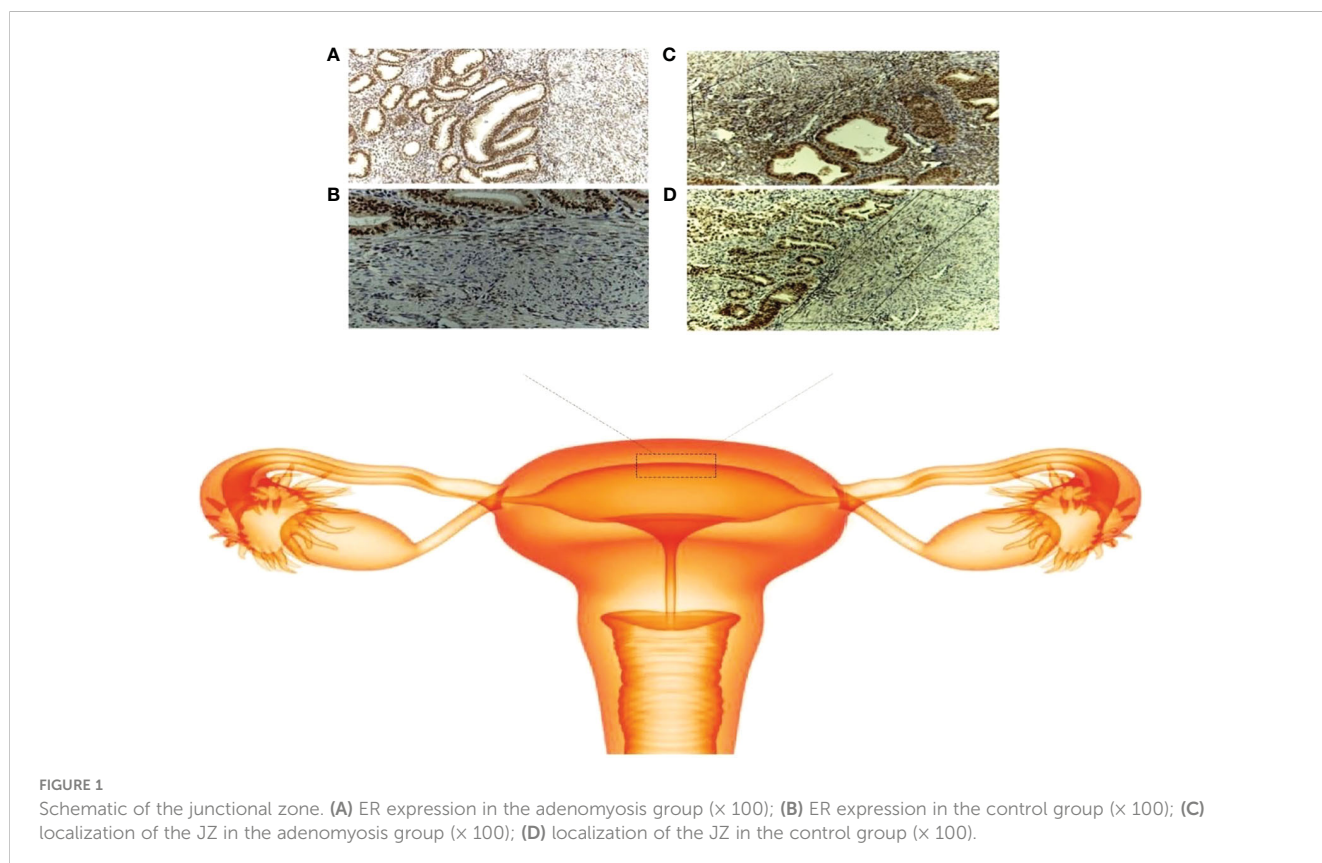 A
C
B
D
FIGURE 1
Schematic of the junctional zone. (A) ER expression in the adenomyosis group (× 100); (B) ER expression in the control group (× 100); (C)
localization of the JZ in the adenomyosis group (× 100); (D) localization of the JZ in the control group (× 100).